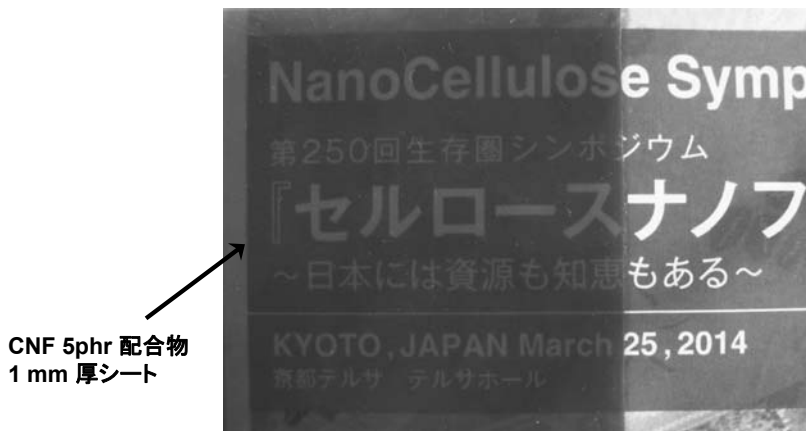 NanoCellulose Symp
第250回生存圏シンポジウム
『セルロースナノフ
~日本には資源も知恵もある~
KYOTO, JAPAN March 25, 2014
京都テルサ テルサホール
CNF 5phr 配合物
1 mm 厚シート